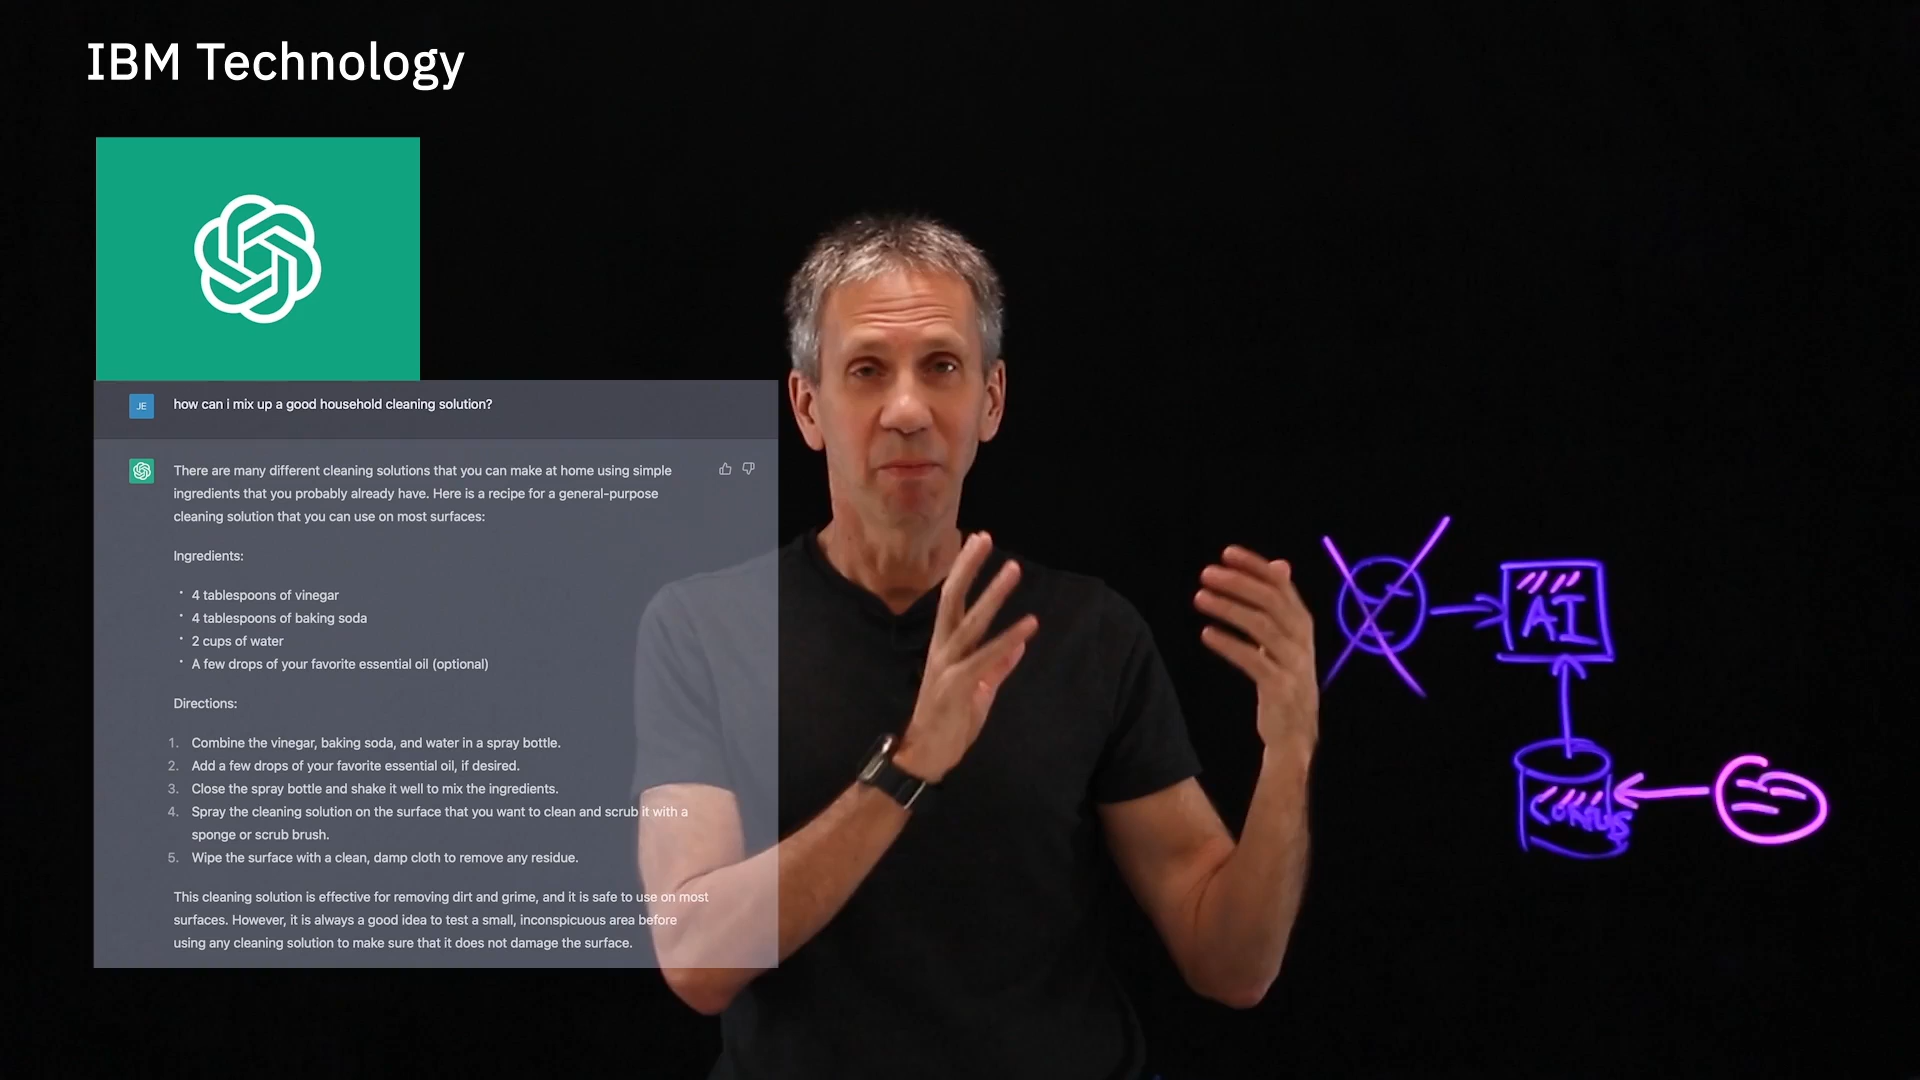 IBM Technology
JE
how can i mix up a good household cleaning solution?
There are many different cleaning solutions that you can make at home using simple
ingredients that you probably already have. Here is a recipe for a general-purpose
cleaning solution that you can use on most surfaces:
Ingredients:
• 4 tablespoons of vinegar
• 4 tablespoons of baking soda
• 2 cups of water
• A few drops of your favorite essential oil (optional)
Directions:
1. Combine the vinegar, baking soda, and water in a spray bottle.
2. Add a few drops of your favorite essential oil, if desired.
3. Close the spray bottle and shake it well to mix the ingredients.
4. Spray the cleaning solution on the surface that you want to clean and scrub it with a
sponge or scrub brush.
5. Wipe the surface with a clean, damp cloth to remove any residue.
This cleaning solution is effective for removing dirt and grime, and it is safe to use on most
surfaces. However, it is always a good idea to test a small, inconspicuous area before
using any cleaning solution to make sure that it does not damage the surface.
AI
CORPUS